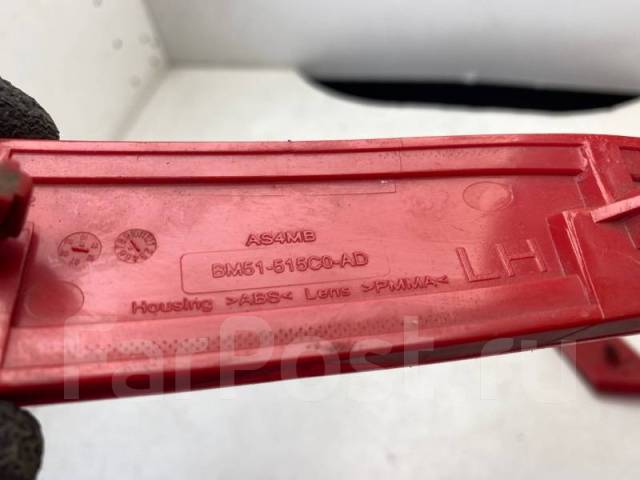 AS4MB
BM51-515C0-AD
LH
Housing >ABS< Lens >PMMA<
FarPost.ru